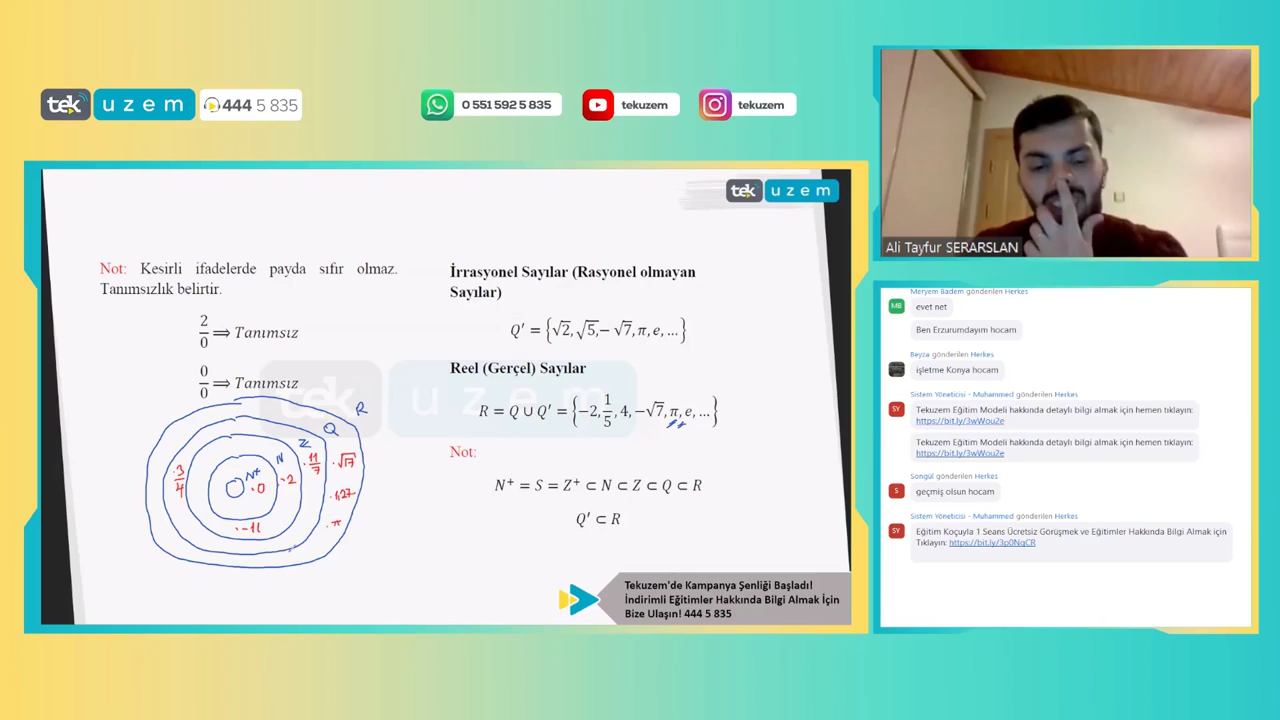 tek uzem 444 5 835
0 551 592 5 835
tekuzem
tekuzem
tek uzem
Not: Kesirli ifadelerde payda sıfır olmaz.
Tanımsızlık belirtir.
2/0 ⟹ Tanımsız
0/0 ⟹ Tanımsız
R
Q
Z
N
N⁺
·0
·-2
·-11
·3/4
·11/7
·√17
·π
İrrasyonel Sayılar (Rasyonel olmayan
Sayılar)
Q′ = {√2, √5, − √7, π, e, … }
Reel (Gerçel) Sayılar
R = Q ∪ Q′ = {−2, 1/5, 4, −√7, π, e, … }
Not:
N⁺ = S = Z⁺ ⊂ N ⊂ Z ⊂ Q ⊂ R
Q′ ⊂ R
tek uzem
Tekuzem'de Kampanya Şenliği Başladı!
İndirimli Eğitimler Hakkında Bilgi Almak İçin
Bize Ulaşın! 444 5 835
Ali Tayfur SERARSLAN
Meryem Badem gönderilen Herkes
MB
evet net
Ben Erzurumdayım hocam
Beyza gönderilen Herkes
işletme Konya hocam
Sistem Yöneticisi - Muhammed gönderilen Herkes
SY
Tekuzem Eğitim Modeli hakkında detaylı bilgi almak için hemen tıklayın:
https://bit.ly/3wWou2e
Tekuzem Eğitim Modeli hakkında detaylı bilgi almak için hemen tıklayın:
https://bit.ly/3wWou2e
Songül gönderilen Herkes
S
geçmiş olsun hocam
Sistem Yöneticisi - Muhammed gönderilen Herkes
SY
Eğitim Koçuyla 1 Seans Ücretsiz Görüşmek ve Eğitimler Hakkında Bilgi Almak için
Tıklayın: https://bit.ly/3p0NqCR